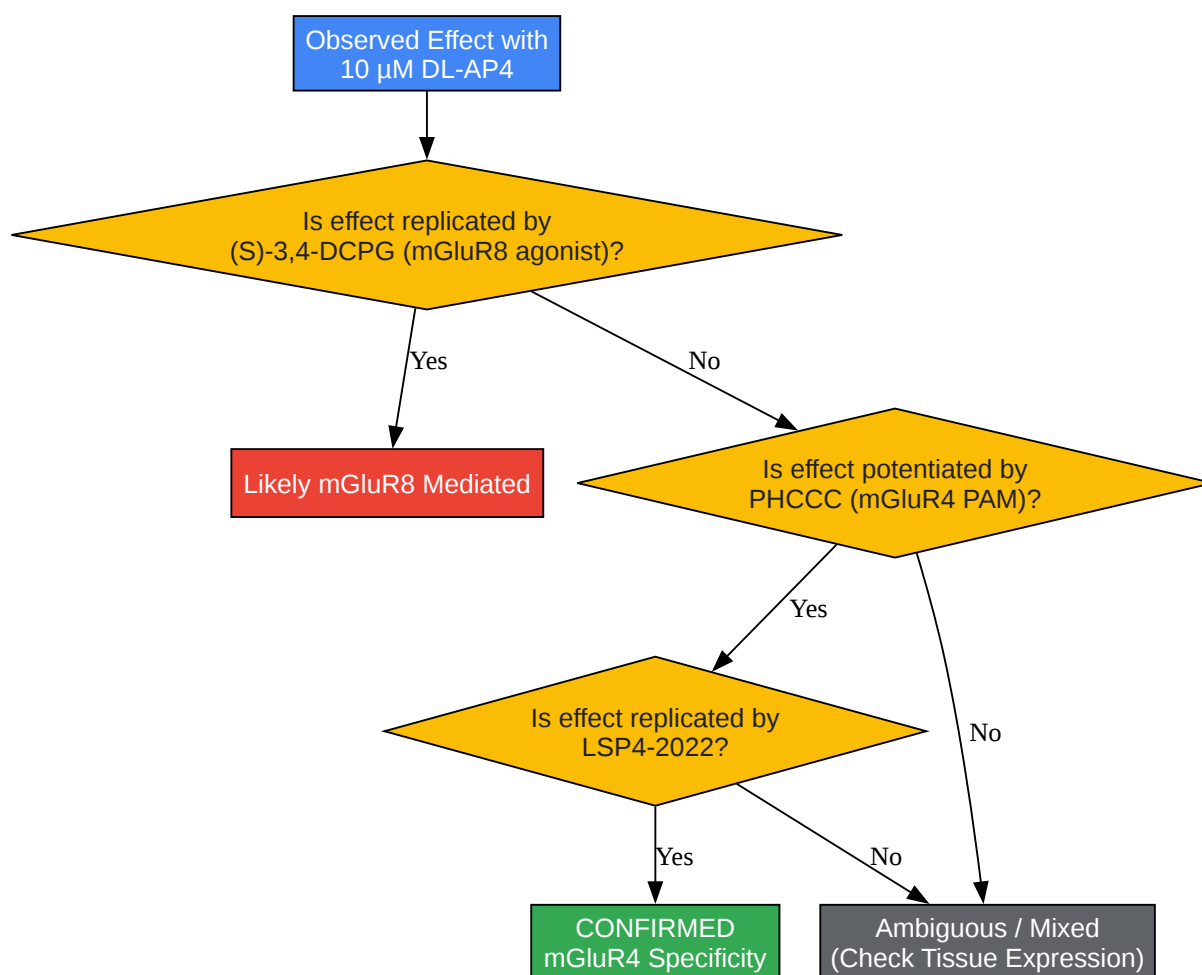 Observed Effect with
10 µM DL-AP4
Is effect replicated by
(S)-3,4-DCPG (mGluR8 agonist)?
Yes
No
Likely mGluR8 Mediated
Is effect potentiated by
PHCCC (mGluR4 PAM)?
Yes
No
Is effect replicated by
LSP4-2022?
Yes
No
CONFIRMED
mGluR4 Specificity
Ambiguous / Mixed
(Check Tissue Expression)